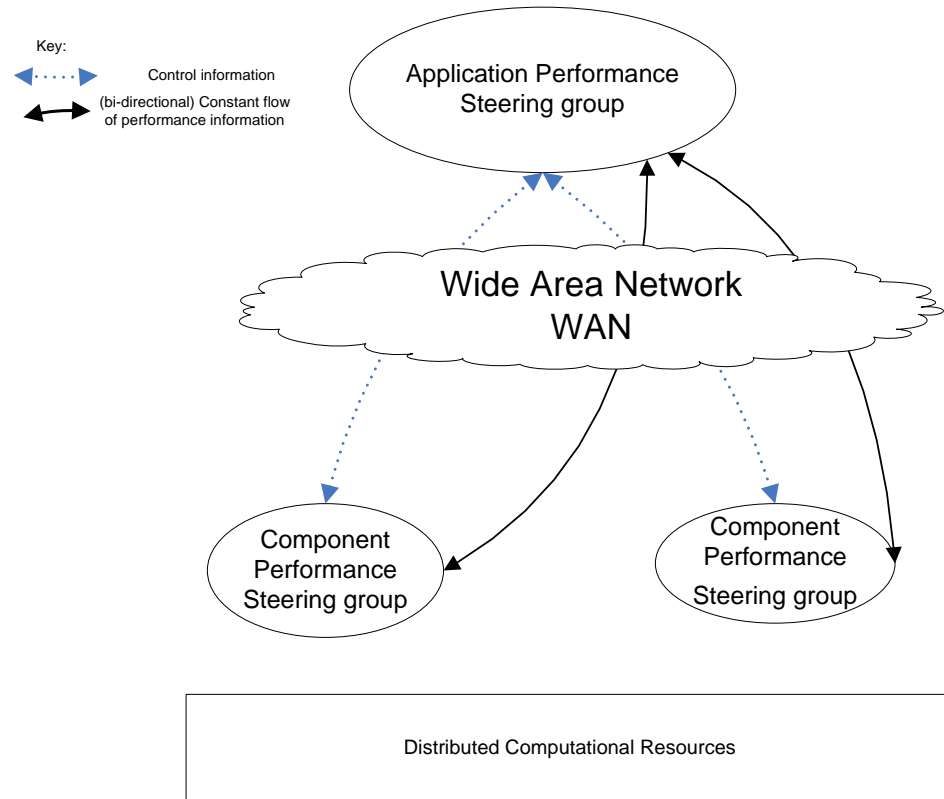 Key:
Control information
(bi-directional) Constant flow
of performance information
Application Performance
Steering group
Wide Area Network
WAN
Component
Performance
Steering group
Component
Performance
Steering group
Distributed Computational Resources